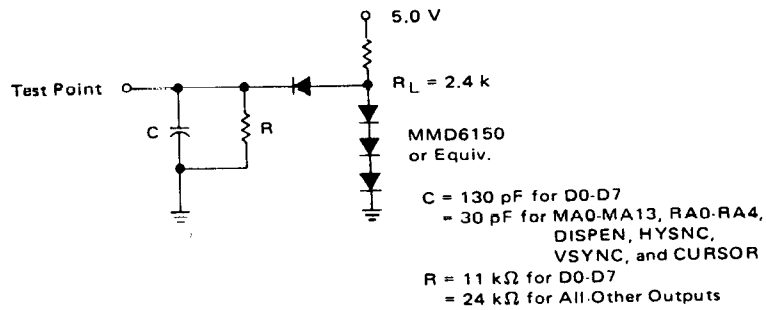 5.0 V
Test Point
R_L = 2.4 k
C
R
MMD6150
or Equiv.
C = 130 pF for D0-D7
= 30 pF for MA0-MA13, RA0-RA4,
DISPEN, HYSNC,
VSYNC, and CURSOR
R = 11 kΩ for D0-D7
= 24 kΩ for All Other Outputs